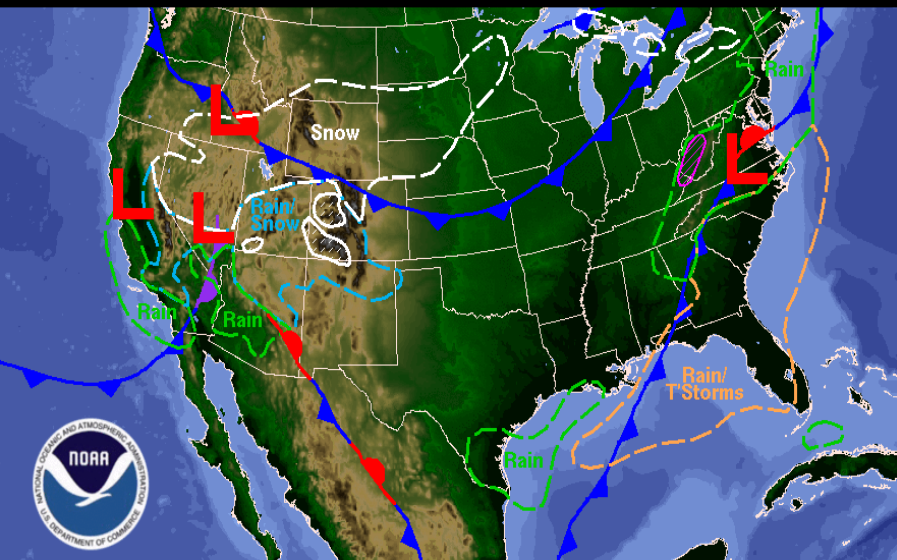 Rain
Snow
Rain/
Snow
Rain
Rain
Rain/
T'Storms
Rain
L
L
L
L
NOAA
NATIONAL OCEANIC AND ATMOSPHERIC ADMINISTRATION
U.S. DEPARTMENT OF COMMERCE